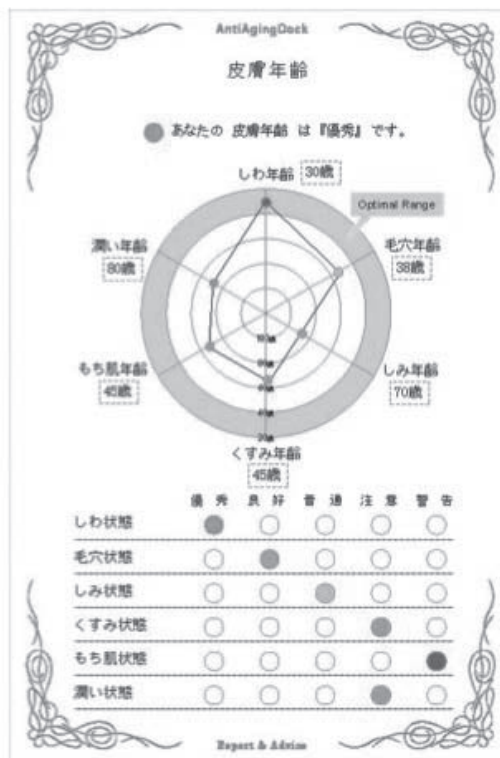 AntiAgingDock
皮膚年齢
あなたの 皮膚年齢 は『優秀』です。
しわ年齢 30歳
Optimal Range
潤い年齢
80歳
毛穴年齢
38歳
もち肌年齢
45歳
しみ年齢
70歳
くすみ年齢
45歳
優 秀 良 好 普 通 注 意 警 告
しわ状態
毛穴状態
しみ状態
くすみ状態
もち肌状態
潤い状態
Report & Advice